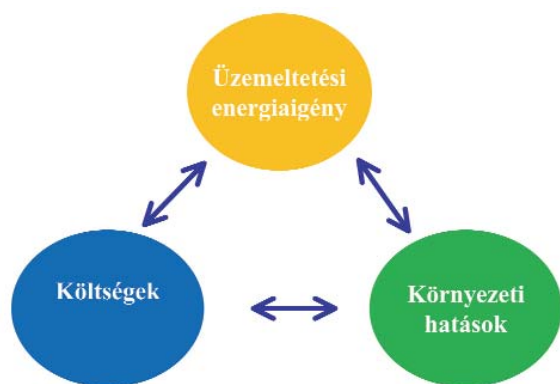 Üzemeltetési
energiaigény
Költségek
Környezeti
hatások